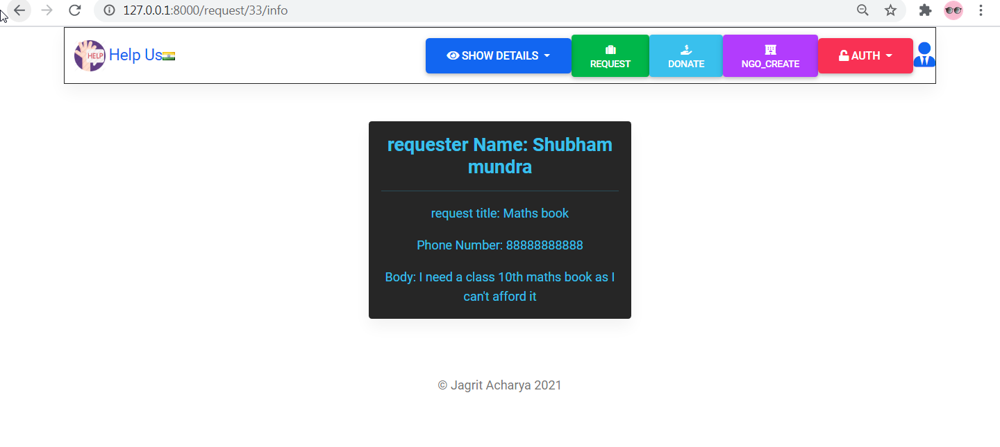 127.0.0.1:8000/request/33/info
HELP
Help Us
SHOW DETAILS
REQUEST
DONATE
NGO_CREATE
AUTH
requester Name: Shubham
mundra
request title: Maths book
Phone Number: 88888888888
Body: I need a class 10th maths book as I
can't afford it
© Jagrit Acharya 2021